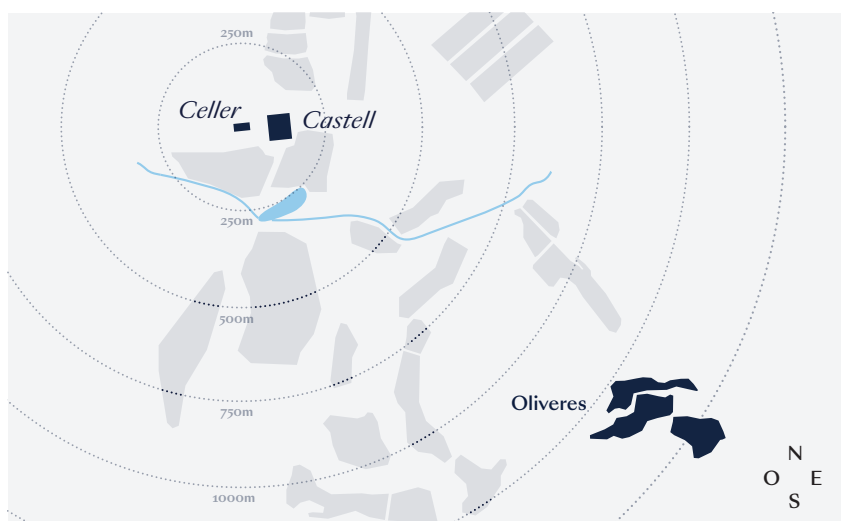 250m
Celler
Castell
250m
500m
750m
Oliveres
1000m
N
O E
S